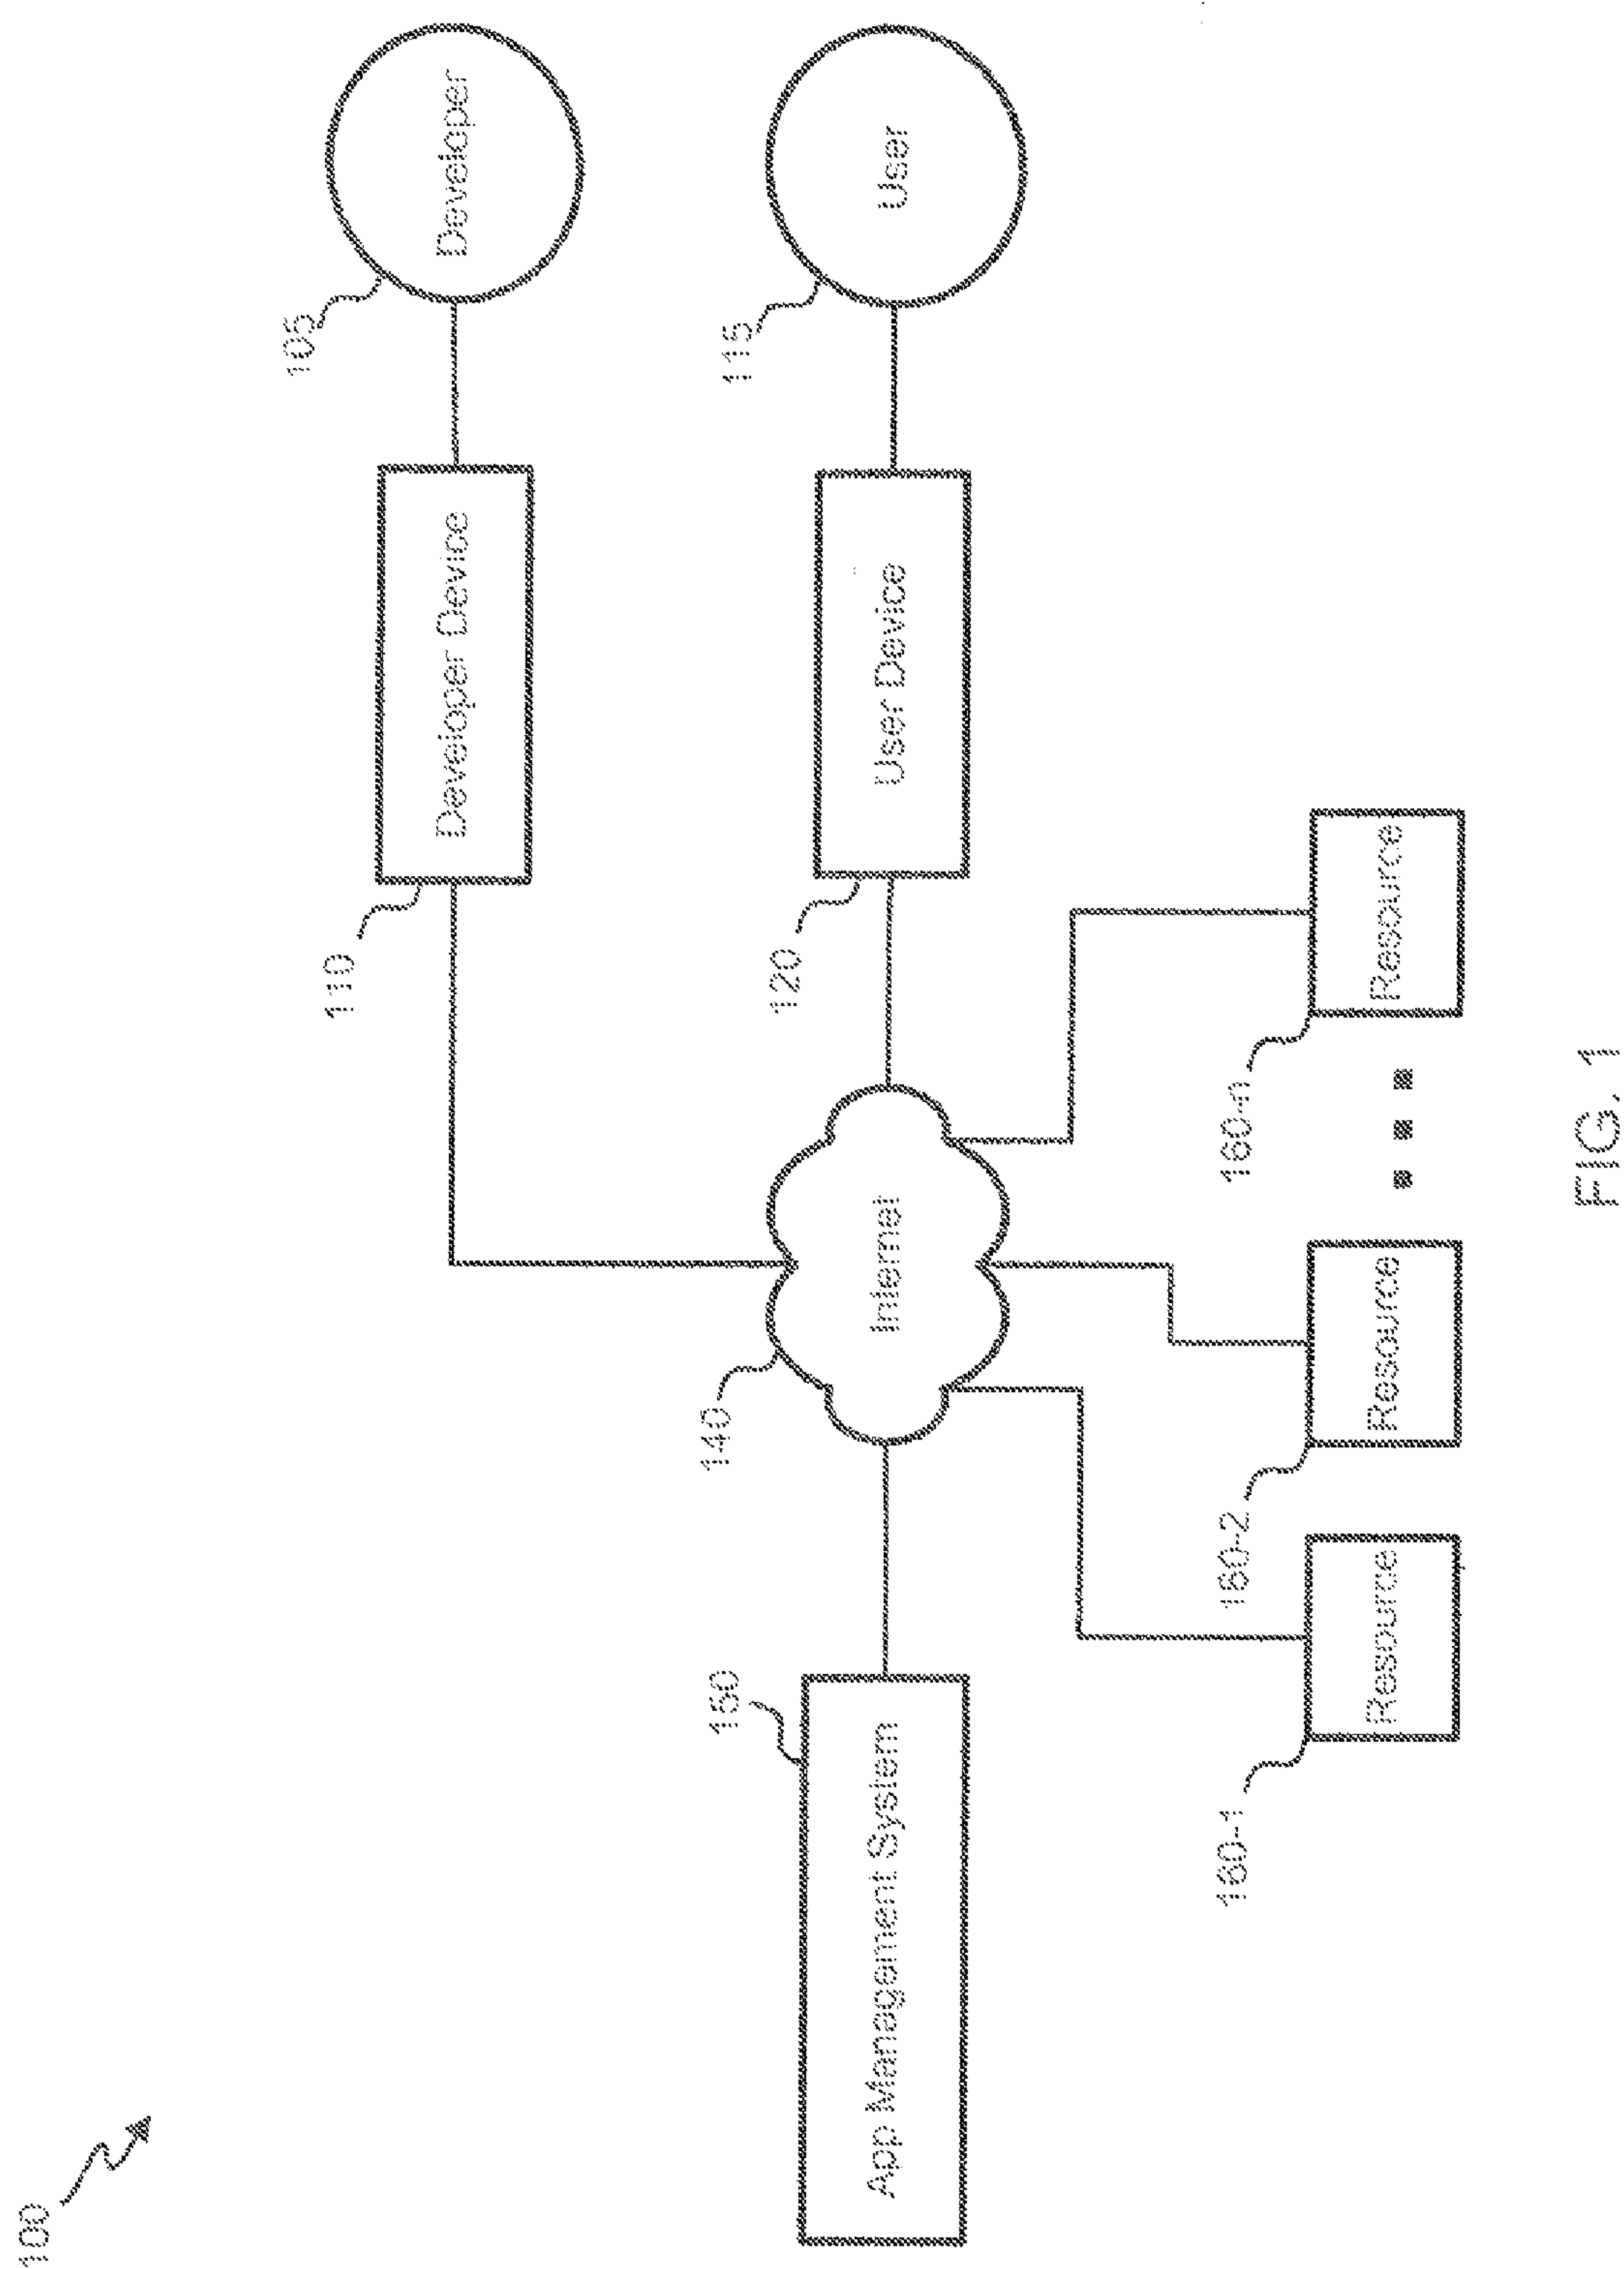 100
105
110
Developer Device
Developer
150
140
120
115
App Management System
Internet
User Device
User
160-1
160-2
160-n
Resource
Resource
Resource
FIG. 1